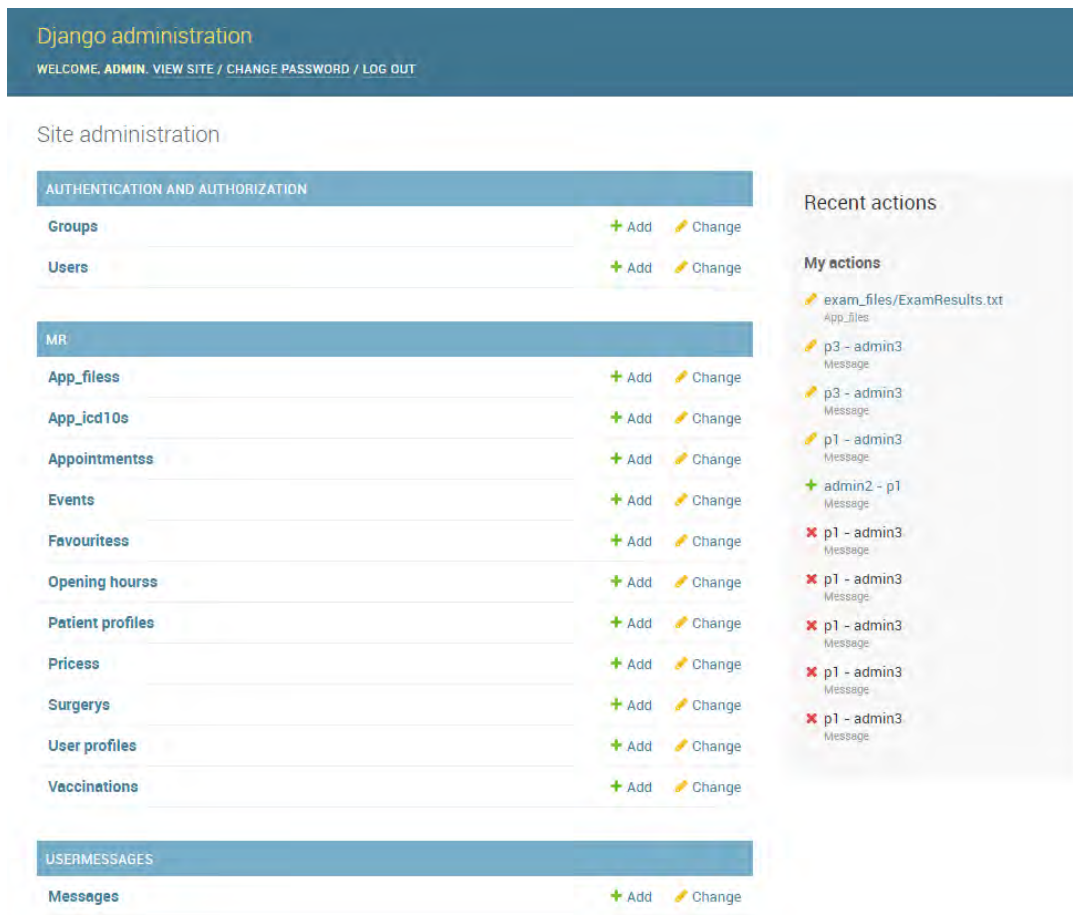 Django administration
WELCOME, ADMIN. VIEW SITE / CHANGE PASSWORD / LOG OUT
Site administration
AUTHENTICATION AND AUTHORIZATION
Groups Add Change
Users Add Change
MR
App_filess Add Change
App_icd10s Add Change
Appointmentss Add Change
Events Add Change
Favouritess Add Change
Opening hourss Add Change
Patient profiles Add Change
Pricess Add Change
Surgerys Add Change
User profiles Add Change
Vaccinations Add Change
USERMESSAGES
Messages Add Change
Recent actions
My actions
exam_files/ExamResults.txt
App_files
p3 - admin3
Message
p3 - admin3
Message
p1 - admin3
Message
admin2 - p1
Message
p1 - admin3
Message
p1 - admin3
Message
p1 - admin3
Message
p1 - admin3
Message
p1 - admin3
Message